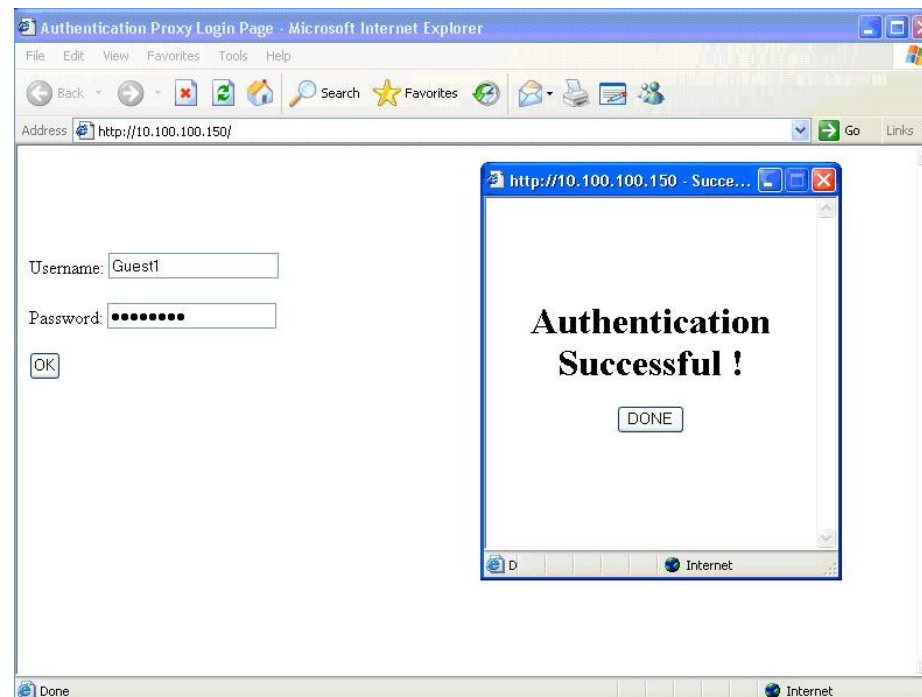 Authentication Proxy Login Page - Microsoft Internet Explorer
File Edit View Favorites Tools Help
Back Search Favorites
Address http://10.100.100.150/ Go Links
http://10.100.100.150 - Succe...
Username: Guest1
Password: ••••••••
OK
Authentication
Successful !
DONE
D Internet
Done Internet